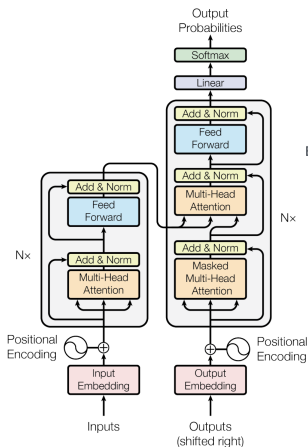 Output
Probabilities
Softmax
Linear
Add & Norm
Feed
Forward
Add & Norm
Multi-Head
Attention
Add & Norm
Masked
Multi-Head
Attention
N×
Add & Norm
Feed
Forward
N×
Add & Norm
Multi-Head
Attention
Positional
Encoding
Positional
Encoding
Input
Embedding
Output
Embedding
Inputs
Outputs
(shifted right)